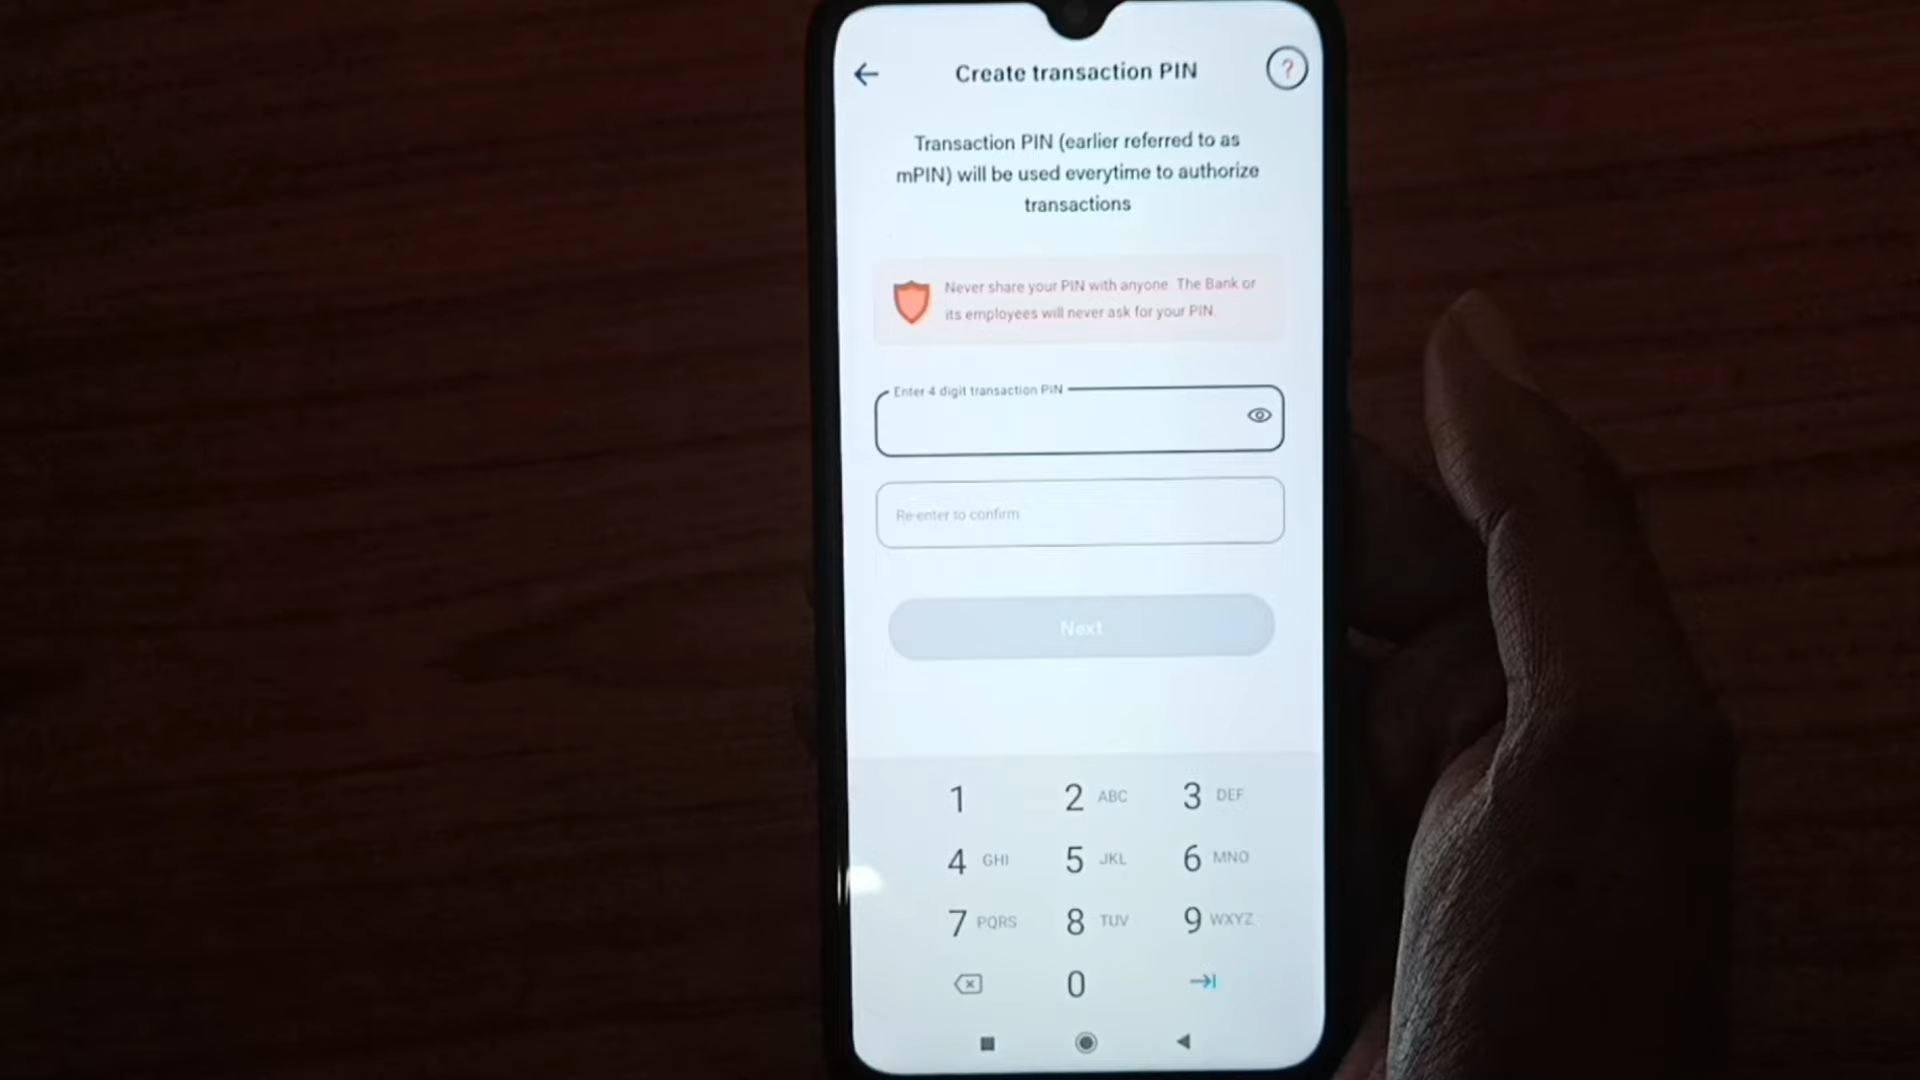 Create transaction PIN
?
Transaction PIN (earlier referred to as
mPIN) will be used everytime to authorize
transactions
Never share your PIN with anyone. The Bank or
its employees will never ask for your PIN.
Enter 4 digit transaction PIN
Re-enter to confirm
Next
1 2 ABC 3 DEF
4 GHI 5 JKL 6 MNO
7 PQRS 8 TUV 9 WXYZ
0